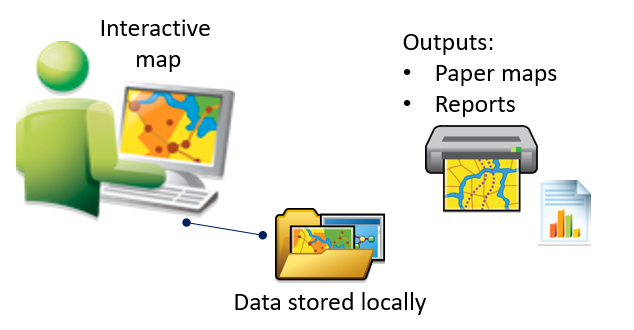 Interactive
map
Outputs:
• Paper maps
• Reports
Data stored locally